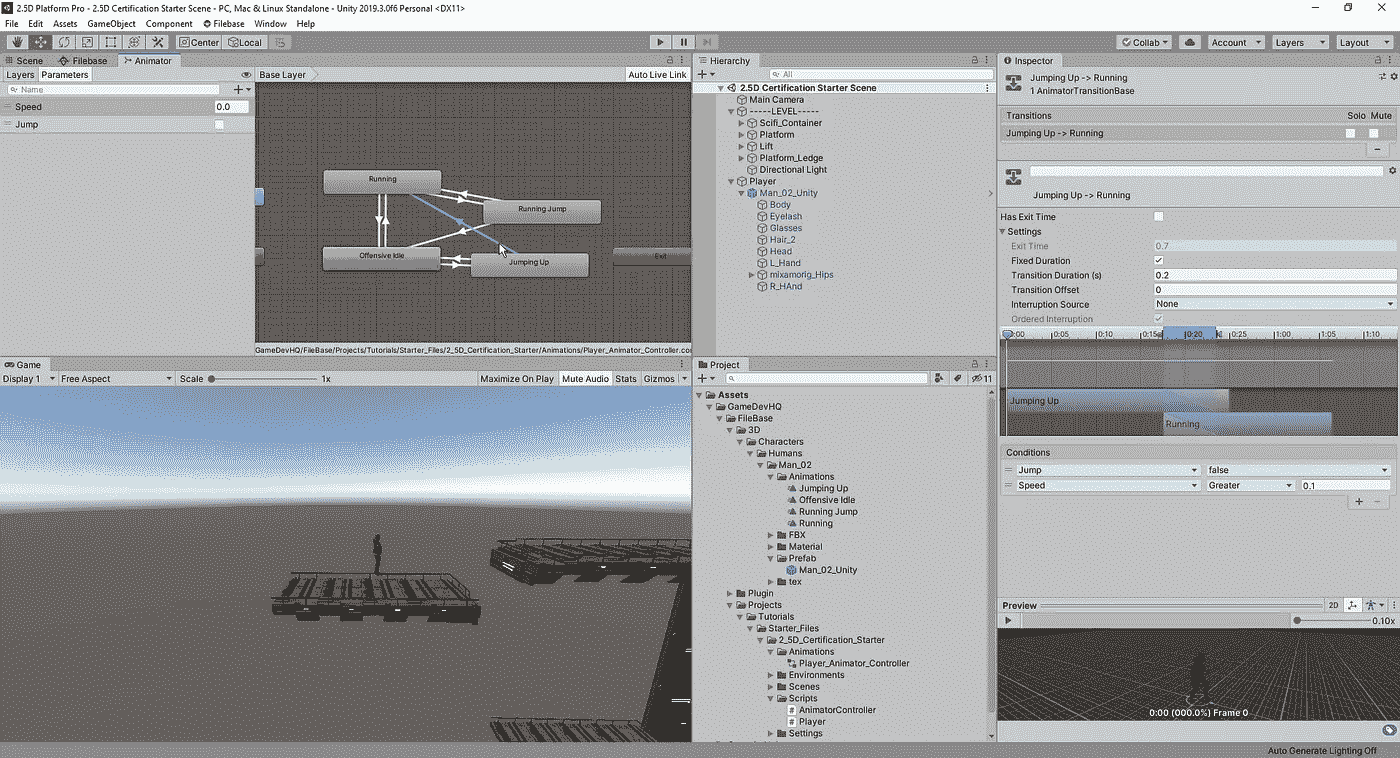 2.5D Platform Pro - 2.5D Certification Starter Scene - PC, Mac & Linux Standalone - Unity 2019.3.0f6 Personal <DX11>
File Edit Assets GameObject Component Filebase Window Help
Center Local Collab Account Layers Layout
Scene Filebase Animator
Layers Parameters Base Layer Auto Live Link
Name
Speed 0.0
Jump
Running
Running Jump
Offensive Idle
Jumping Up
Exit
GameDevHQ/FileBase/Projects/Tutorials/Starter_Files/2_5D_Certification_Starter/Animations/Player_Animator_Controller.co
Game
Display 1 Free Aspect Scale 1x Maximize On Play Mute Audio Stats Gizmos
Hierarchy
All
2.5D Certification Starter Scene
Main Camera
-----LEVEL-----
Scifi_Container
Platform
Lift
Platform_Ledge
Directional Light
Player
Man_02_Unity
Body
Eyelash
Glasses
Hair_2
Head
L_Hand
mixamorig_Hips
R_HAnd
Project
11
Assets
GameDevHQ
FileBase
3D
Characters
Humans
Man_02
Animations
Jumping Up
Offensive Idle
Running Jump
Running
FBX
Material
Prefab
Man_02_Unity
tex
Plugin
Projects
Tutorials
Starter_Files
2_5D_Certification_Starter
Animations
Player_Animator_Controller
Environments
Scenes
Scripts
AnimatorController
Player
Settings
Inspector
Jumping Up -> Running
1 AnimatorTransitionBase
Transitions Solo Mute
Jumping Up -> Running
Jumping Up -> Running
Has Exit Time
Settings
Exit Time 0.7
Fixed Duration
Transition Duration (s) 0.2
Transition Offset 0
Interruption Source None
Ordered Interruption
0:00 0:05 0:10 0:15 0:20 0:25 1:00 1:05 1:10
Jumping Up
Running
Conditions
Jump false
Speed Greater 0.1
Preview 2D
0.10x
0:00 (000.0%) Frame 0
Auto Generate Lighting Off